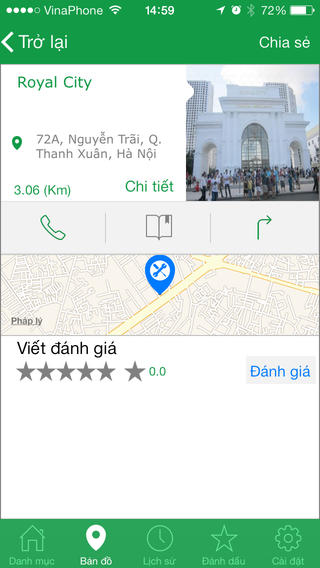 VinaPhone 14:59 72%
Trở lại Chia sẻ
Royal City
72A, Nguyễn Trãi, Q.
Thanh Xuân, Hà Nội
3.06 (Km) Chi tiết
Pháp lý
Viết đánh giá
0.0 Đánh giá
Danh mục Bản đồ Lịch sử Đánh dấu Cài đặt